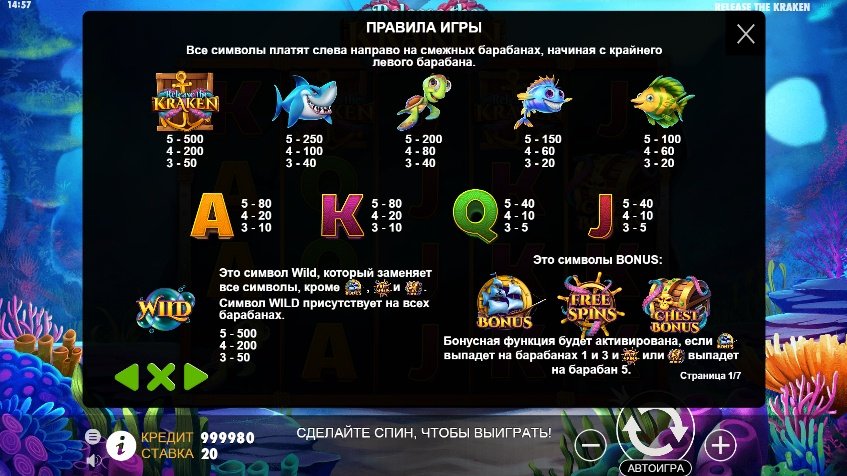 14:57
RELEASE THE KRAKEN
ПРАВИЛА ИГРЫ
Все символы платят слева направо на смежных барабанах, начиная с крайнего
левого барабана.
Release the
KRAKEN
5 - 500
4 - 200
3 - 50
5 - 250
4 - 100
3 - 40
5 - 200
4 - 80
3 - 40
5 - 150
4 - 60
3 - 20
5 - 100
4 - 60
3 - 20
A
5 - 80
4 - 20
3 - 10
K
5 - 80
4 - 20
3 - 10
Q
5 - 40
4 - 10
3 - 5
J
5 - 40
4 - 10
3 - 5
WILD
Это символ Wild, который заменяет
все символы, кроме , и .
Символ WILD присутствует на всех
барабанах.
5 - 500
4 - 200
3 - 50
Это символы BONUS:
BONUS
FREE
SPINS
CHEST
BONUS
Бонусная функция будет активирована, если
выпадет на барабанах 1 и 3 и или выпадет
на барабан 5.
Страница 1/7
КРЕДИТ 999980
СТАВКА 20
СДЕЛАЙТЕ СПИН, ЧТОБЫ ВЫИГРАТЬ!
АВТОИГРА